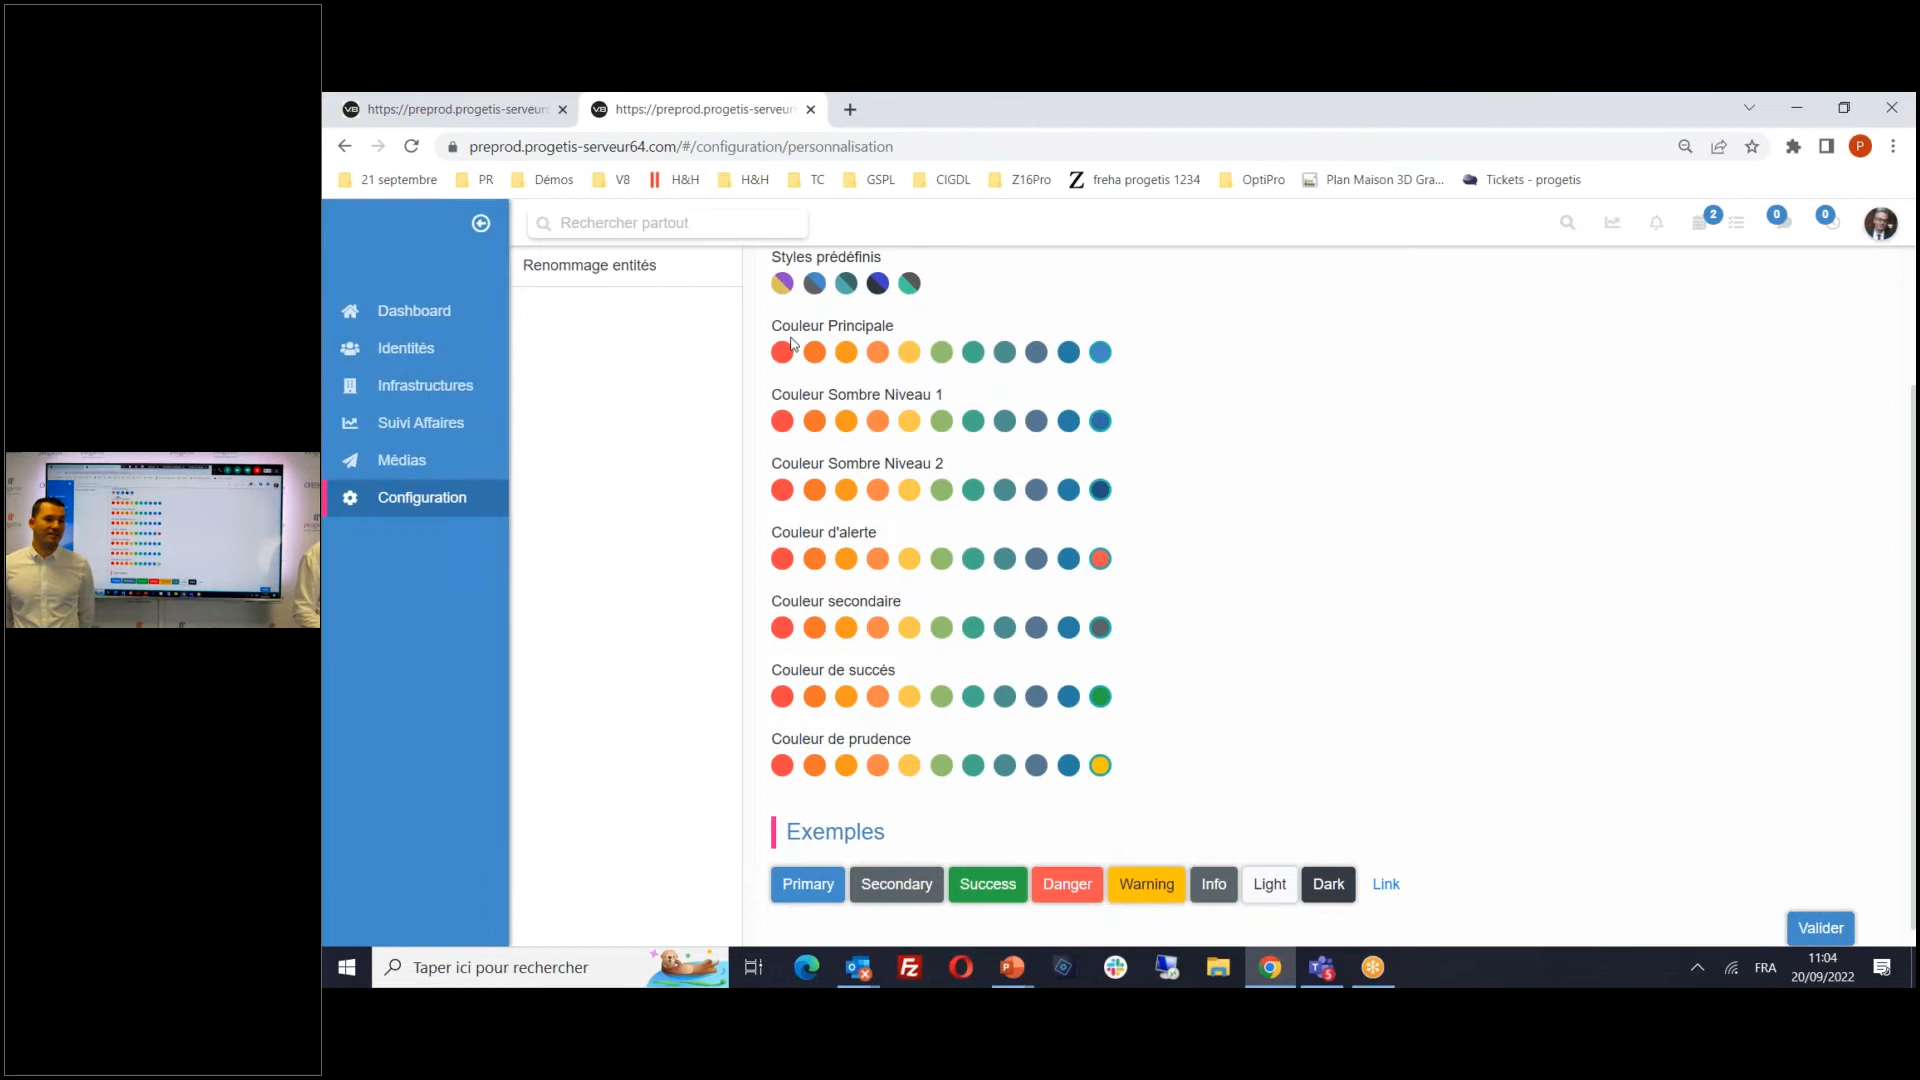 https://preprod.progetis-serveur
https://preprod.progetis-serveur
preprod.progetis-serveur64.com/#/configuration/personnalisation
P
21 septembre
PR
Démos
V8
H&H
H&H
TC
GSPL
CIGDL
Z16Pro
freha progetis 1234
OptiPro
Plan Maison 3D Gra...
Tickets - progetis
Rechercher partout
2
0
0
Renommage entités
Dashboard
Identités
Infrastructures
Suivi Affaires
Médias
Configuration
Styles prédéfinis
Couleur Principale
Couleur Sombre Niveau 1
Couleur Sombre Niveau 2
Couleur d'alerte
Couleur secondaire
Couleur de succés
Couleur de prudence
Exemples
Primary
Secondary
Success
Danger
Warning
Info
Light
Dark
Link
Valider
Taper ici pour rechercher
FRA
11:04
20/09/2022